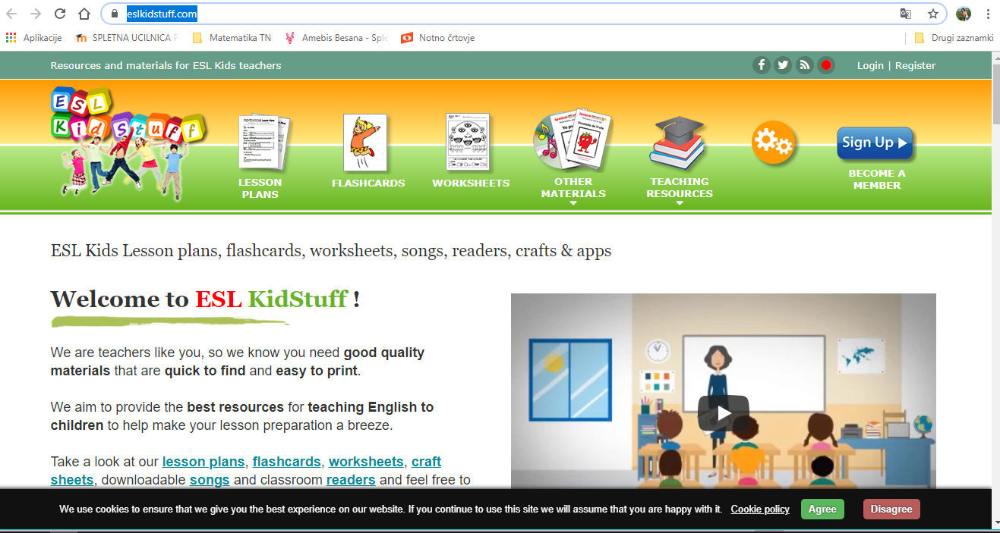 eslkidstuff.com
Aplikacije
SPLETNA UCILNICA
Matematika TN
Amebis Besana - Sple
Notno črtovje
Drugi zaznamki
Resources and materials for ESL Kids teachers
Login | Register
ESL
KidStuff
LESSON
PLANS
FLASHCARDS
WORKSHEETS
OTHER
MATERIALS
TEACHING
RESOURCES
Sign Up
BECOME A
MEMBER
ESL Kids Lesson plans, flashcards, worksheets, songs, readers, crafts & apps
Welcome to ESL KidStuff !
We are teachers like you, so we know you need good quality
materials that are quick to find and easy to print.
We aim to provide the best resources for teaching English to
children to help make your lesson preparation a breeze.
Take a look at our lesson plans, flashcards, worksheets, craft
sheets, downloadable songs and classroom readers and feel free to
We use cookies to ensure that we give you the best experience on our website. If you continue to use this site we will assume that you are happy with it. Cookie policy Agree Disagree